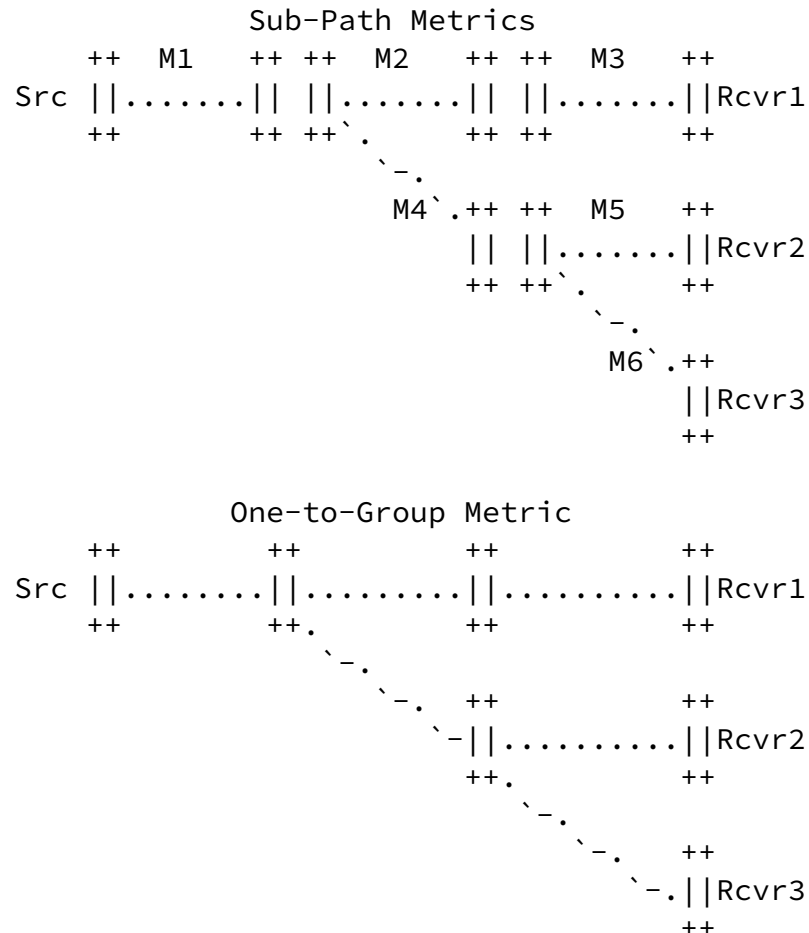 Sub-Path Metrics
        ++  M1   ++ ++  M2   ++ ++  M3   ++
    Src ||.......|| ||.......|| ||.......||Rcvr1
        ++       ++ ++`.     ++ ++       ++
                        `-.
                         M4`.++ ++  M5   ++
                             || ||.......||Rcvr2
                             ++ ++`.     ++
                                    `-.
                                     M6`.++
                                         ||Rcvr3
                                         ++

                One-to-Group Metric
        ++        ++         ++          ++
    Src ||........||.........||..........||Rcvr1
        ++        ++.        ++          ++
                     `-.
                        `-.  ++          ++
                           `-||..........||Rcvr2
                             ++.         ++
                                `-.
                                   `-.   ++
                                      `-.||Rcvr3
                                         ++